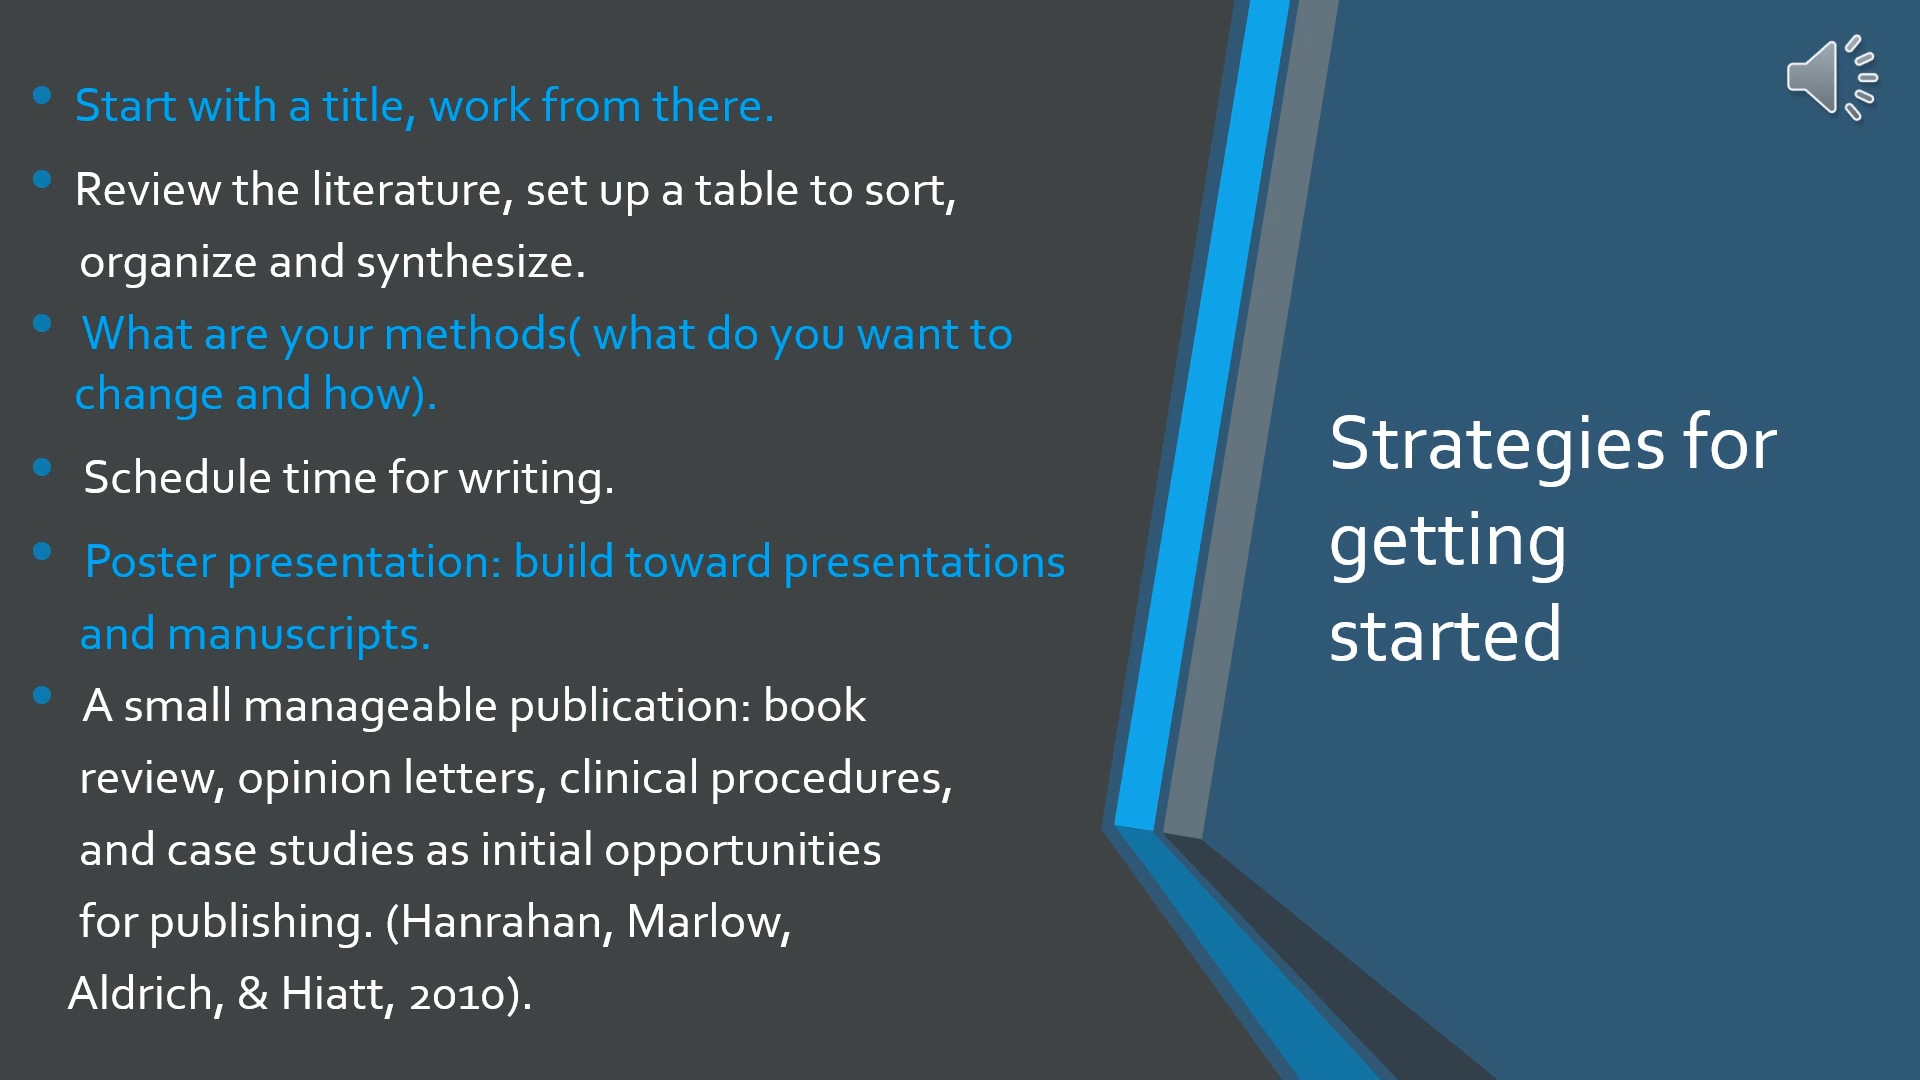 • Start with a title, work from there.
• Review the literature, set up a table to sort,
organize and synthesize.
• What are your methods( what do you want to
change and how).
• Schedule time for writing.
• Poster presentation: build toward presentations
and manuscripts.
• A small manageable publication: book
review, opinion letters, clinical procedures,
and case studies as initial opportunities
for publishing. (Hanrahan, Marlow,
Aldrich, & Hiatt, 2010).
Strategies for
getting
started